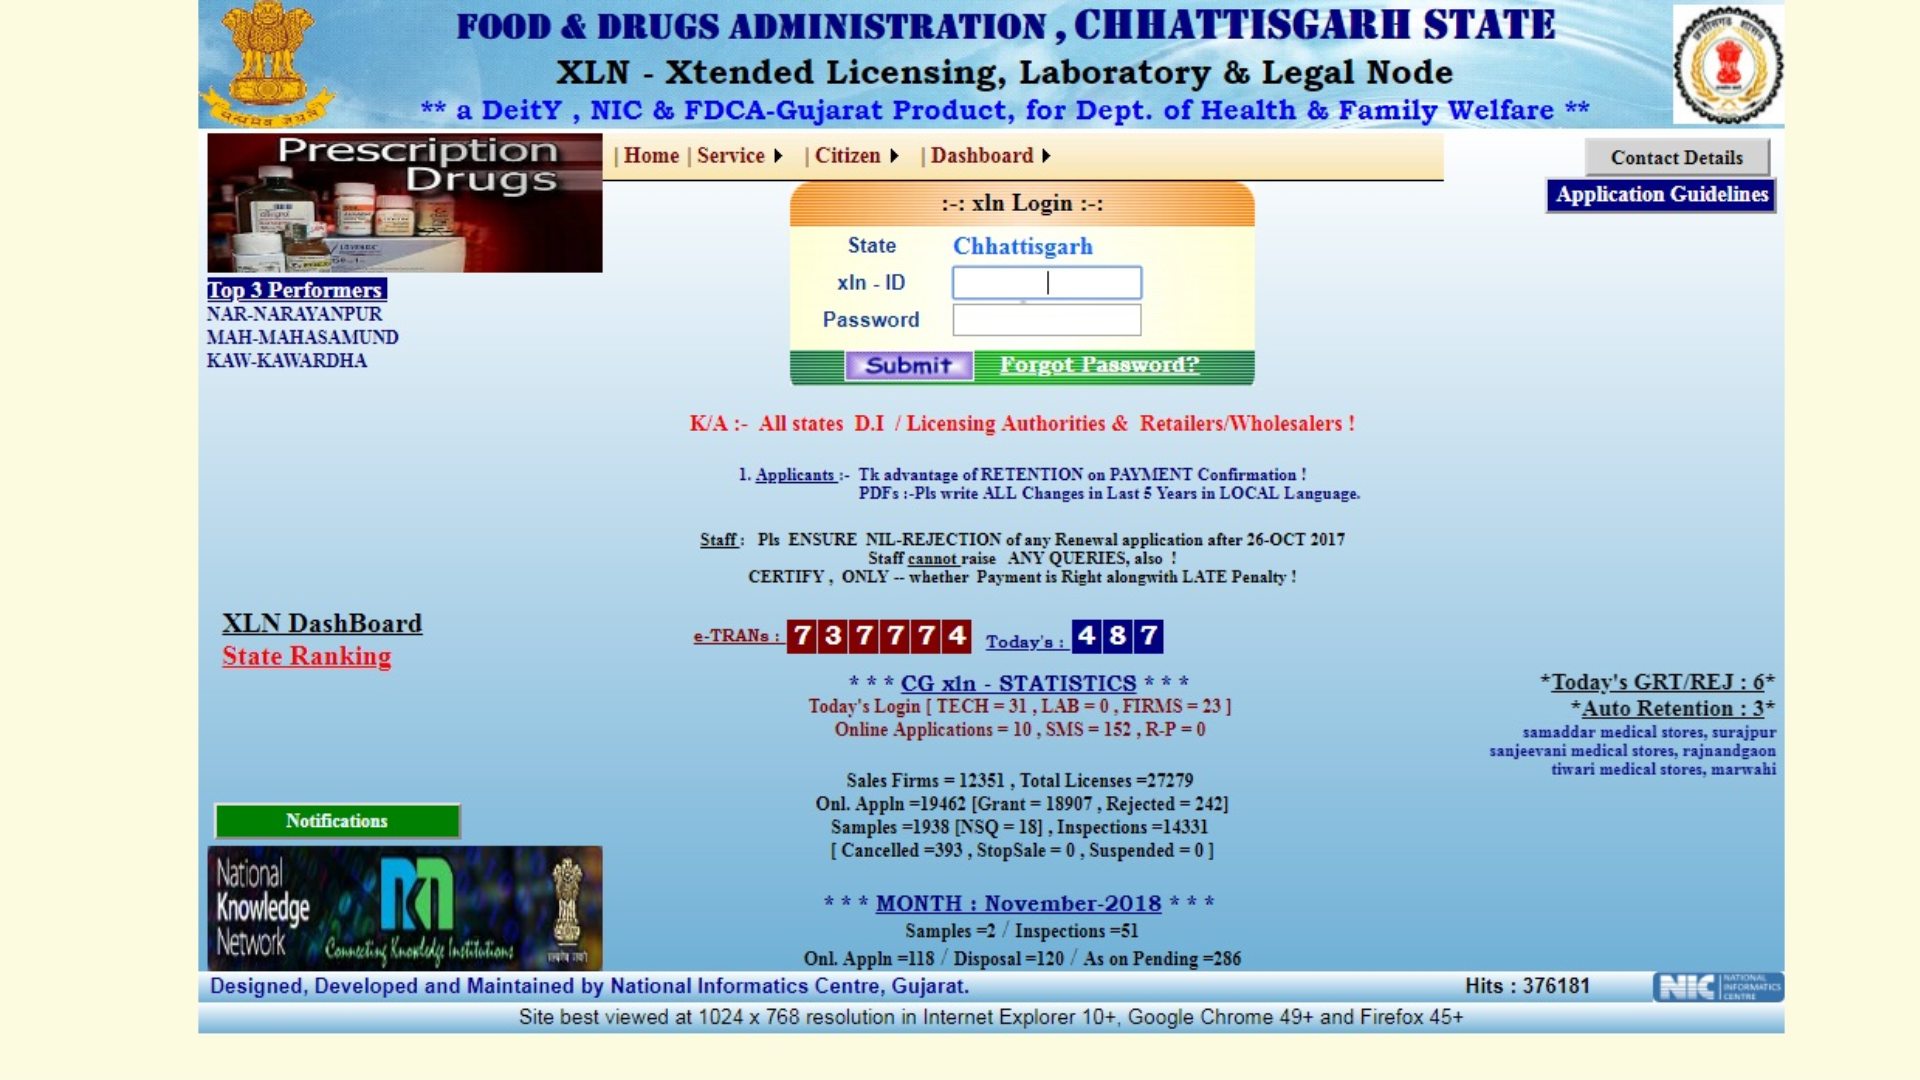 FOOD & DRUGS ADMINISTRATION , CHHATTISGARH STATE
XLN - Xtended Licensing, Laboratory & Legal Node
** a DeitY , NIC & FDCA-Gujarat Product, for Dept. of Health & Family Welfare **
Prescription
Drugs
| Home | Service | Citizen | Dashboard
Contact Details
Application Guidelines
:-: xln Login :-:
State Chhattisgarh
xln - ID
Password
Submit Forgot Password?
Top 3 Performers
NAR-NARAYANPUR
MAH-MAHASAMUND
KAW-KAWARDHA
K/A :- All states D.I / Licensing Authorities & Retailers/Wholesalers !
1. Applicants :- Tk advantage of RETENTION on PAYMENT Confirmation !
PDFs :-Pls write ALL Changes in Last 5 Years in LOCAL Language.
Staff : Pls ENSURE NIL-REJECTION of any Renewal application after 26-OCT 2017
Staff cannot raise ANY QUERIES, also !
CERTIFY , ONLY -- whether Payment is Right alongwith LATE Penalty !
XLN DashBoard
State Ranking
e-TRANs : 737774 Today's : 487
* * * CG xln - STATISTICS * * *
Today's Login [ TECH = 31 , LAB = 0 , FIRMS = 23 ]
Online Applications = 10 , SMS = 152 , R-P = 0
Sales Firms = 12351 , Total Licenses =27279
Onl. Appln =19462 [Grant = 18907 , Rejected = 242]
Samples =1938 [NSQ = 18] , Inspections =14331
[ Cancelled =393 , StopSale = 0 , Suspended = 0 ]
* * * MONTH : November-2018 * * *
Samples =2 / Inspections =51
Onl. Appln =118 / Disposal =120 / As on Pending =286
*Today's GRT/REJ : 6*
*Auto Retention : 3*
samaddar medical stores, surajpur
sanjeevani medical stores, rajnandgaon
tiwari medical stores, marwahi
Notifications
National
Knowledge
Network
Connecting Knowledge Institutions
Designed, Developed and Maintained by National Informatics Centre, Gujarat.
Hits : 376181
NIC NATIONAL
INFORMATICS
CENTRE
Site best viewed at 1024 x 768 resolution in Internet Explorer 10+, Google Chrome 49+ and Firefox 45+